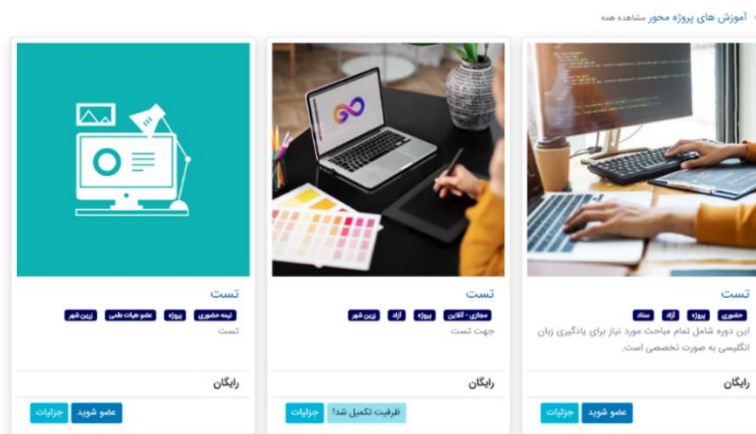 آموزش های پروژه محور مشاهده همه
تست
حضوری پروژه آزاد ستاد
این دوره شامل تمام مباحث مورد نیاز برای یادگیری زبان
انگلیسی به صورت تخصصی است.
رایگان
عضو شوید جزئیات
تست
مجازی - آنلاین پروژه آزاد زرین شهر
جهت تست
رایگان
ظرفیت تکمیل شد! جزئیات
تست
نیمه حضوری پروژه عضو هیات علمی زرین شهر
تست
رایگان
عضو شوید جزئیات